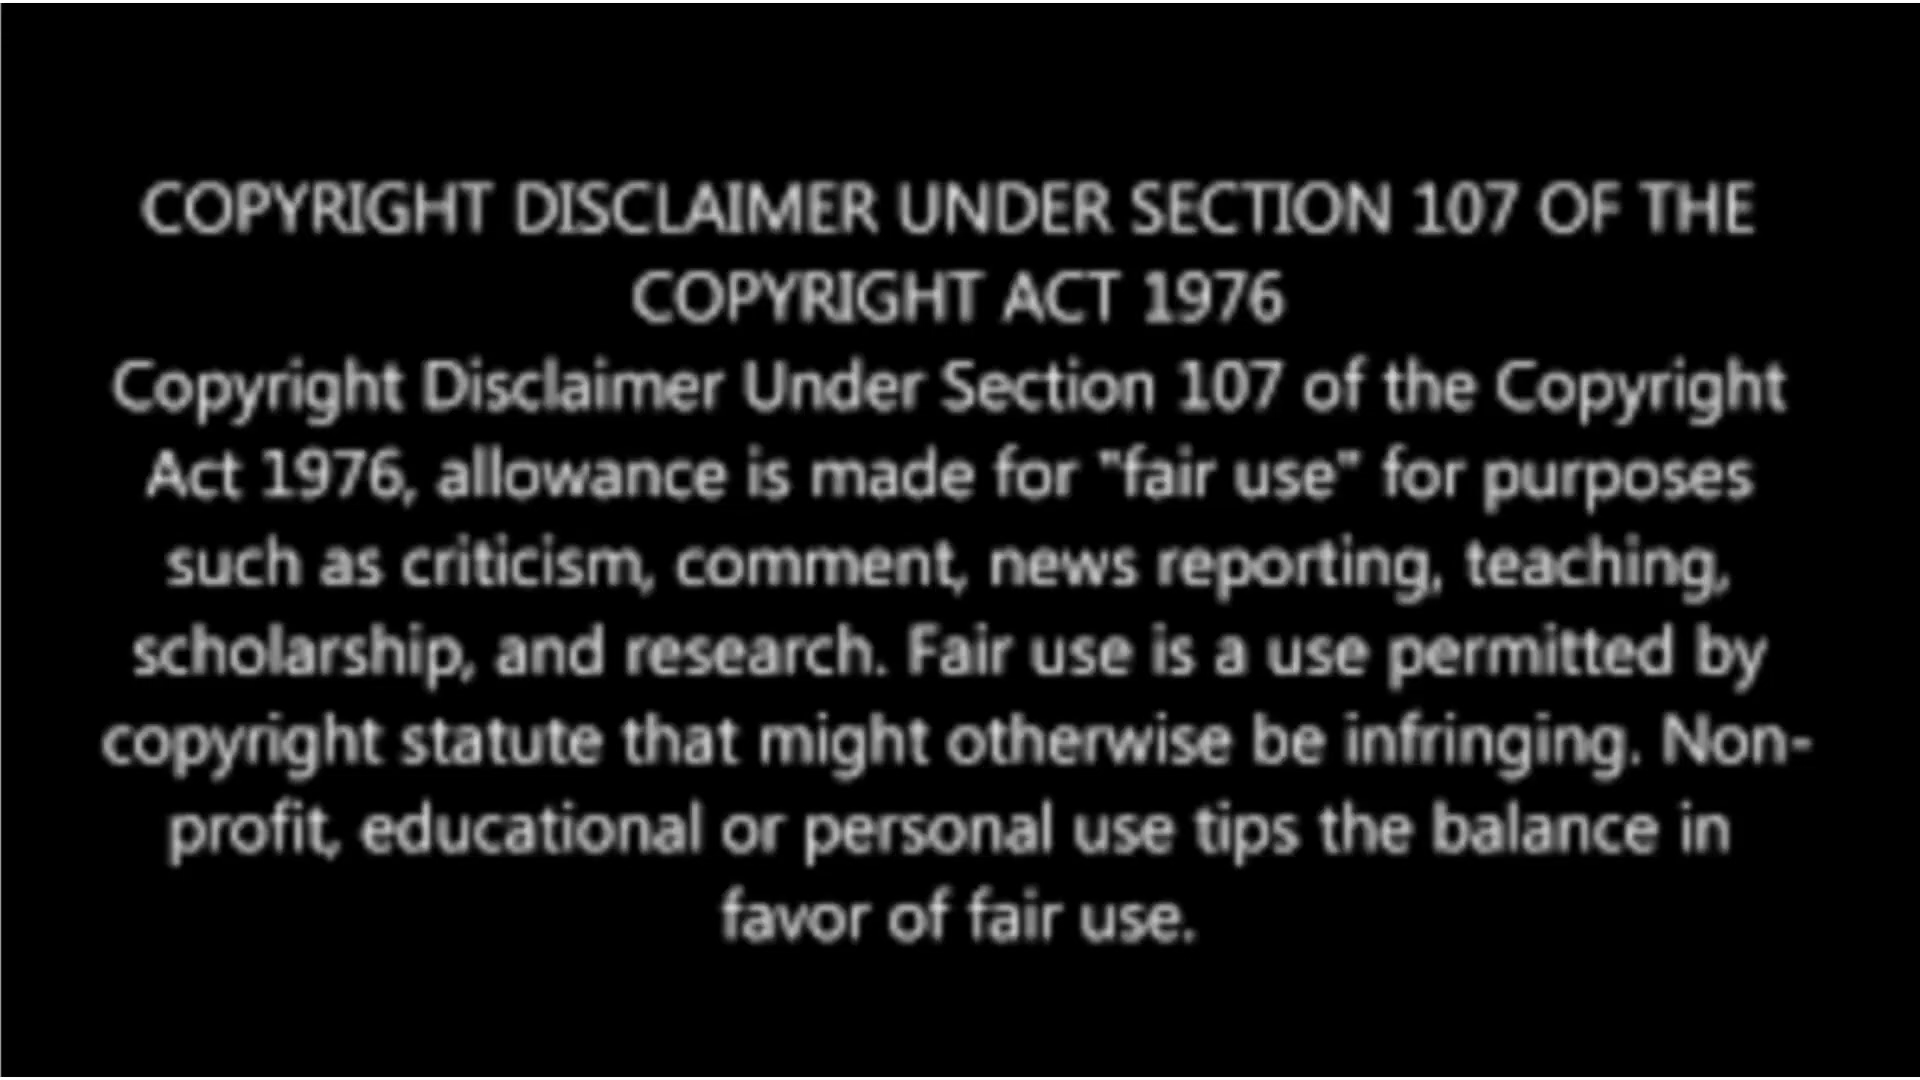 COPYRIGHT DISCLAIMER UNDER SECTION 107 OF THE
COPYRIGHT ACT 1976
Copyright Disclaimer Under Section 107 of the Copyright
Act 1976, allowance is made for "fair use" for purposes
such as criticism, comment, news reporting, teaching,
scholarship, and research. Fair use is a use permitted by
copyright statute that might otherwise be infringing. Non-
profit, educational or personal use tips the balance in
favor of fair use.